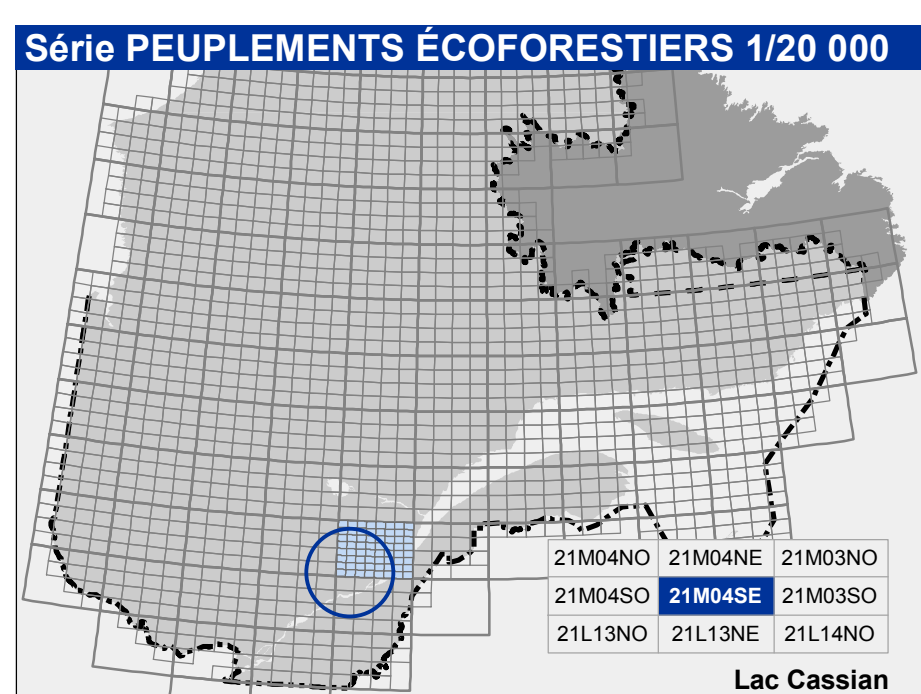 Série PEUPLEMENTS ÉCOFORESTIERS 1/20 000
21M04NO 21M04NE 21M03NO
21M04SO 21M04SE 21M03SO
21L13NO 21L13NE 21L14NO
Lac Cassian